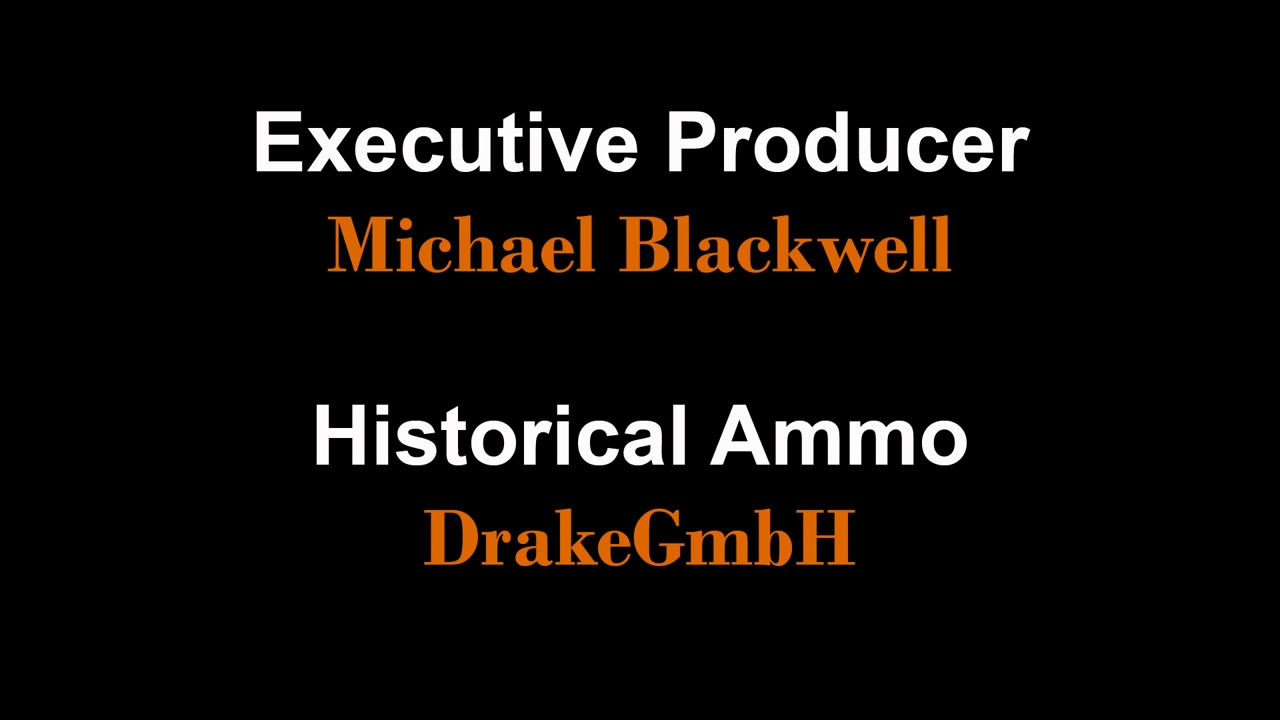 Executive Producer
Michael Blackwell
Historical Ammo
DrakeGmbH